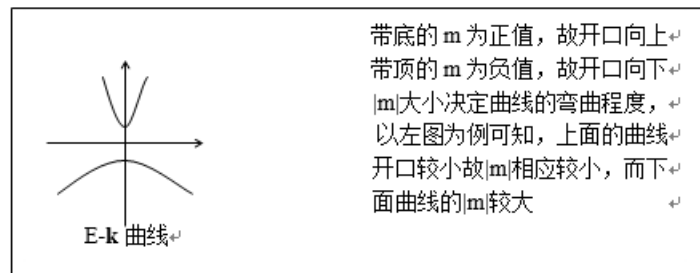 带底的 m 为正值，故开口向上
带顶的 m 为负值，故开口向下
|m|大小决定曲线的弯曲程度，
以左图为例可知，上面的曲线
开口较小故|m|相应较小，而下
面曲线的|m|较大
E-k 曲线